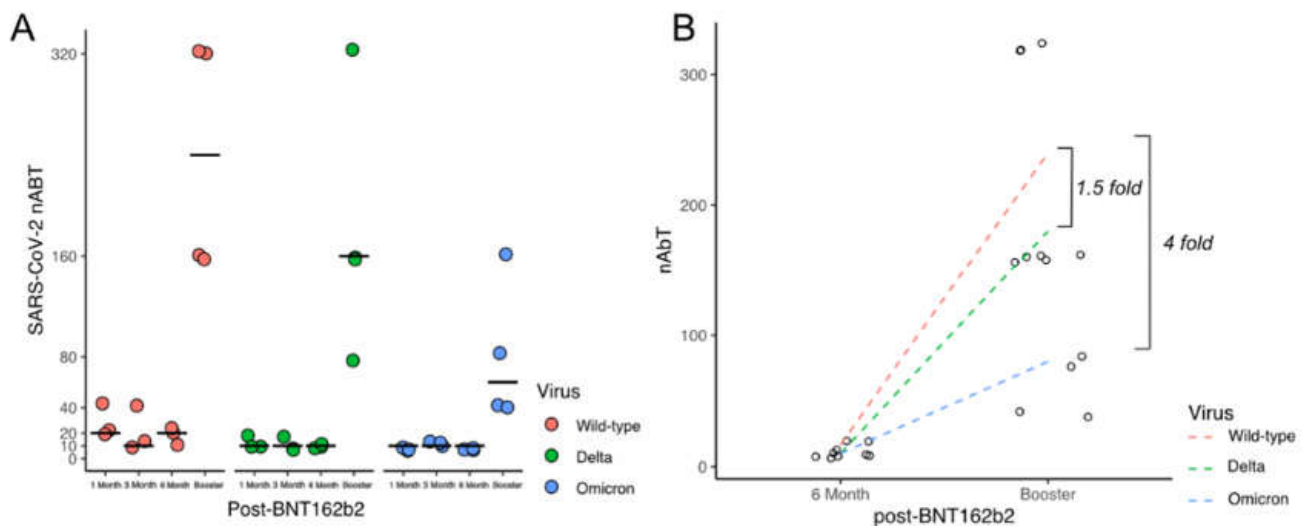 A
SARS-CoV-2 nABT
320
160
80
40
20
10
0
1 Month 3 Month 6 Month Booster
1 Month 3 Month 6 Month Booster
1 Month 3 Month 6 Month Booster
Post-BNT162b2
Virus
Wild-type
Delta
Omicron
B
nAbT
300
200
100
0
1.5 fold
4 fold
6 Month
Booster
post-BNT162b2
Virus
Wild-type
Delta
Omicron